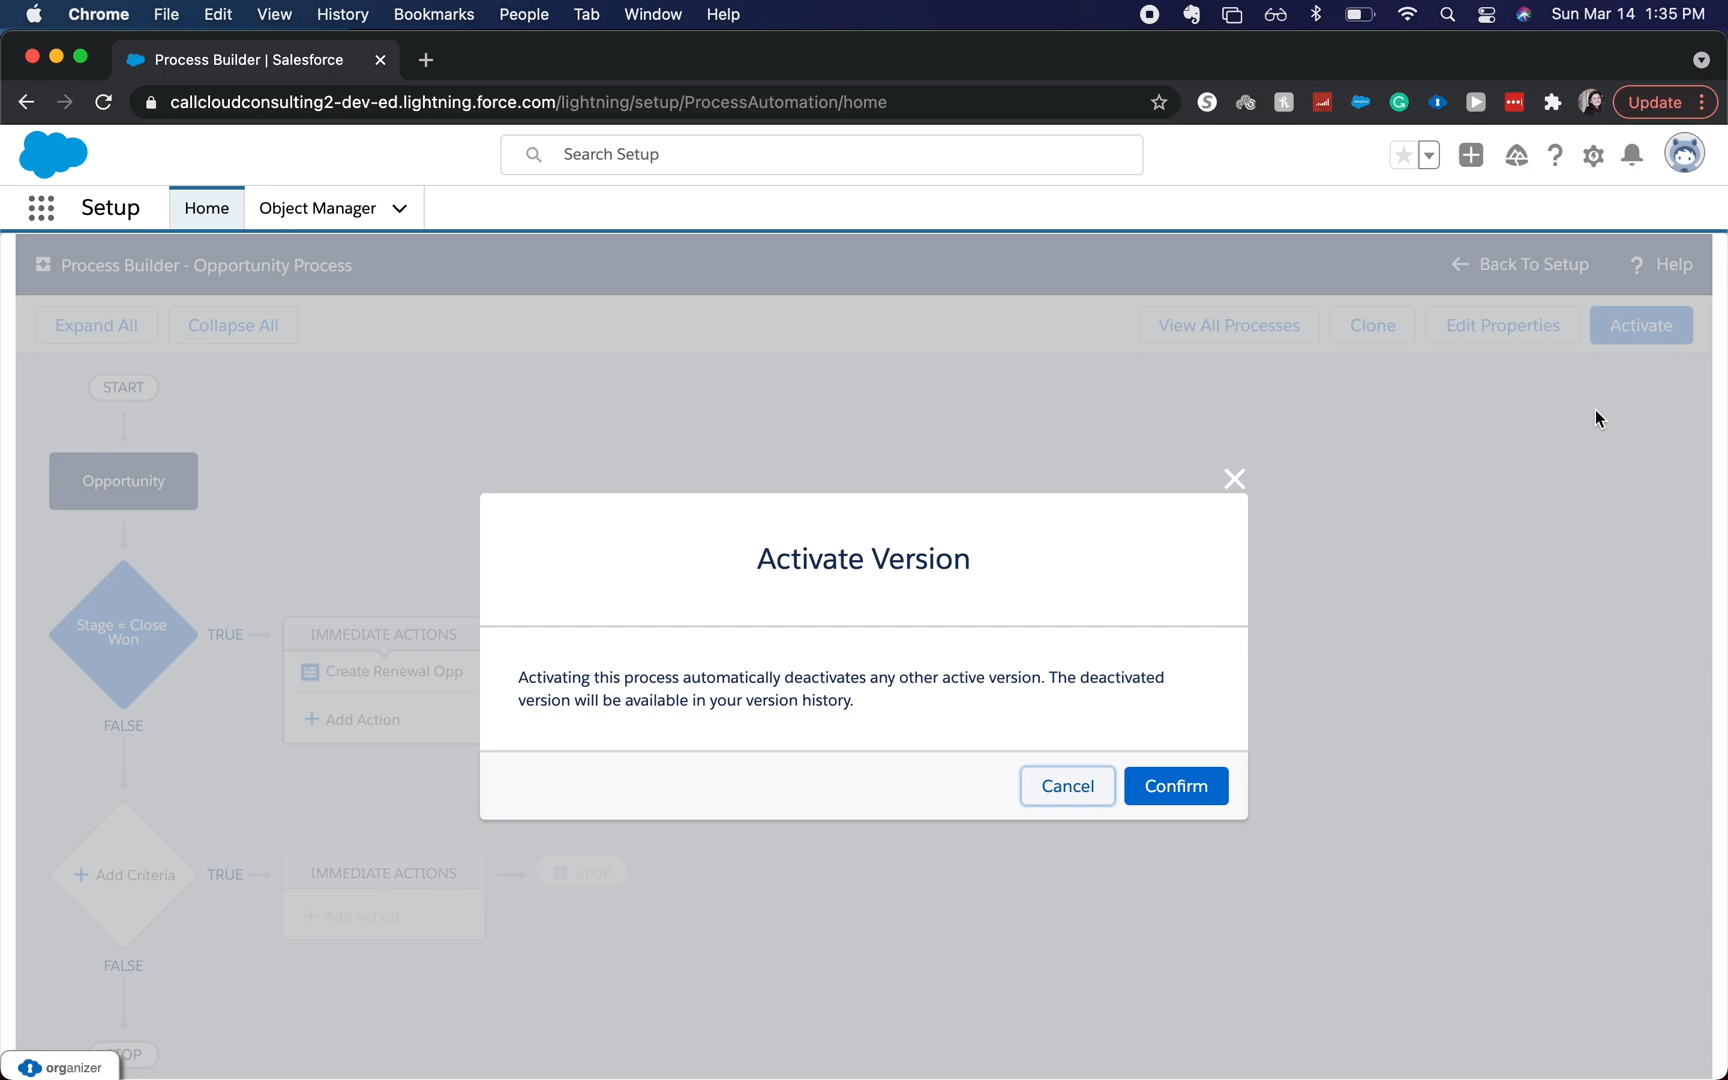 Chrome File Edit View History Bookmarks People Tab Window Help Sun Mar 14 1:35 PM
Process Builder | Salesforce
callcloudconsulting2-dev-ed.lightning.force.com/lightning/setup/ProcessAutomation/home Update
Search Setup
Setup Home Object Manager
Process Builder - Opportunity Process Back To Setup ? Help
Expand All Collapse All View All Processes Clone Edit Properties Activate
START
Opportunity
Activate Version
Stage = Close
Won
TRUE IMMEDIATE ACTIONS
Create Renewal Opp
+ Add Action
FALSE
Activating this process automatically deactivates any other active version. The deactivated
version will be available in your version history.
Cancel Confirm
+ Add Criteria TRUE IMMEDIATE ACTIONS STOP
+ Add Action
FALSE
organizer